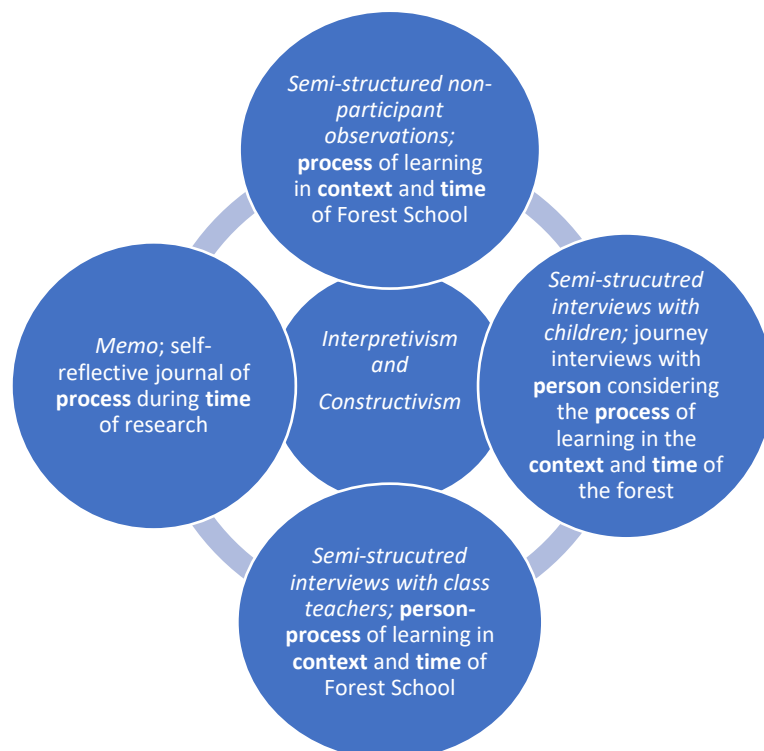 Semi-structured non-
participant
observations;
process of learning
in context and time
of Forest School
Semi-strucutred
interviews with
children; journey
interviews with
person considering
the process of
learning in the
context and time of
the forest
Semi-strucutred
interviews with class
teachers; person-
process of learning in
context and time of
Forest School
Memo; self-
reflective journal of
process during time
of research
Interpretivism
and
Constructivism